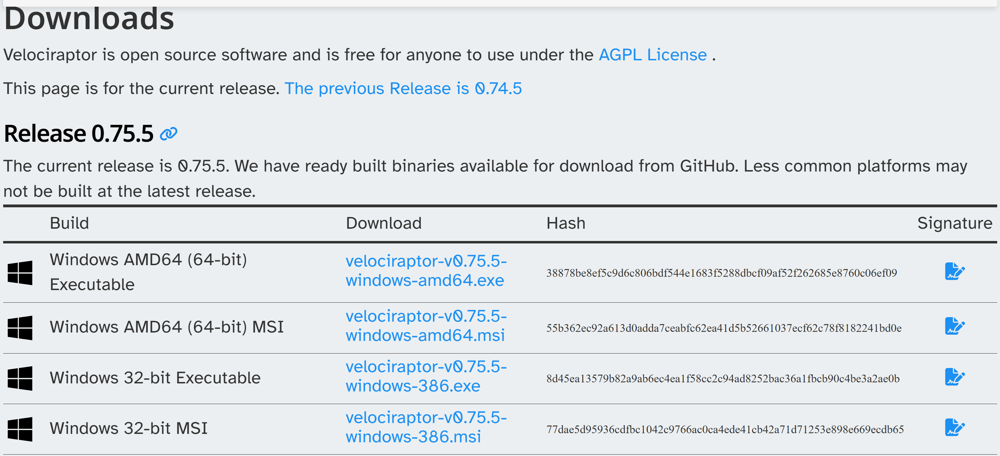 Downloads
Velociraptor is open source software and is free for anyone to use under the AGPL License .
This page is for the current release. The previous Release is 0.74.5
Release 0.75.5
The current release is 0.75.5. We have ready built binaries available for download from GitHub. Less common platforms may
not be built at the latest release.
Build Download Hash Signature
Windows AMD64 (64-bit)
Executable
velociraptor-v0.75.5-
windows-amd64.exe
38878be8ef5c9d6c806bdf544e1683f5288dbcf09af52f262685e8760c06ef09
Windows AMD64 (64-bit) MSI
velociraptor-v0.75.5-
windows-amd64.msi
55b362ec92a613d0adda7ceabfc62ea41d5b52661037ecf62c78f8182241bd0e
Windows 32-bit Executable
velociraptor-v0.75.5-
windows-386.exe
8d45ea13579b82a9ab6ec4ea1f58cc2c94ad8252bac36a1fbcb90c4be3a2ae0b
Windows 32-bit MSI
velociraptor-v0.75.5-
windows-386.msi
77dae5d95936cdfbc1042c9766ac0ca4ede41cb42a71d71253e898e669ecdb65